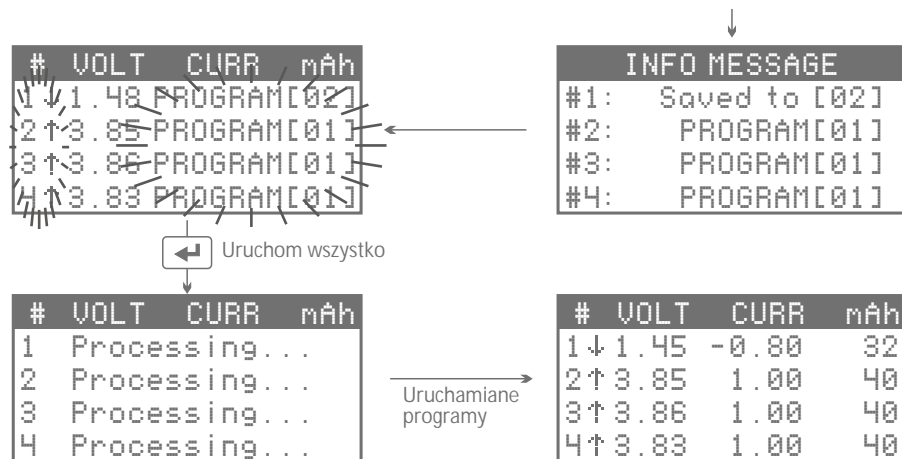 # VOLT CURR mAh
1↓1.48 PROGRAM[02]
2↑3.85 PROGRAM[01]
3↑3.86 PROGRAM[01]
4↑3.83 PROGRAM[01]
INFO MESSAGE
#1: Saved to [02]
#2: PROGRAM[01]
#3: PROGRAM[01]
#4: PROGRAM[01]
Uruchom wszystko
# VOLT CURR mAh
1 Processing...
2 Processing...
3 Processing...
4 Processing...
Uruchamiane
programy
# VOLT CURR mAh
1↓1.45 -0.80 32
2↑3.85 1.00 40
3↑3.86 1.00 40
4↑3.83 1.00 40